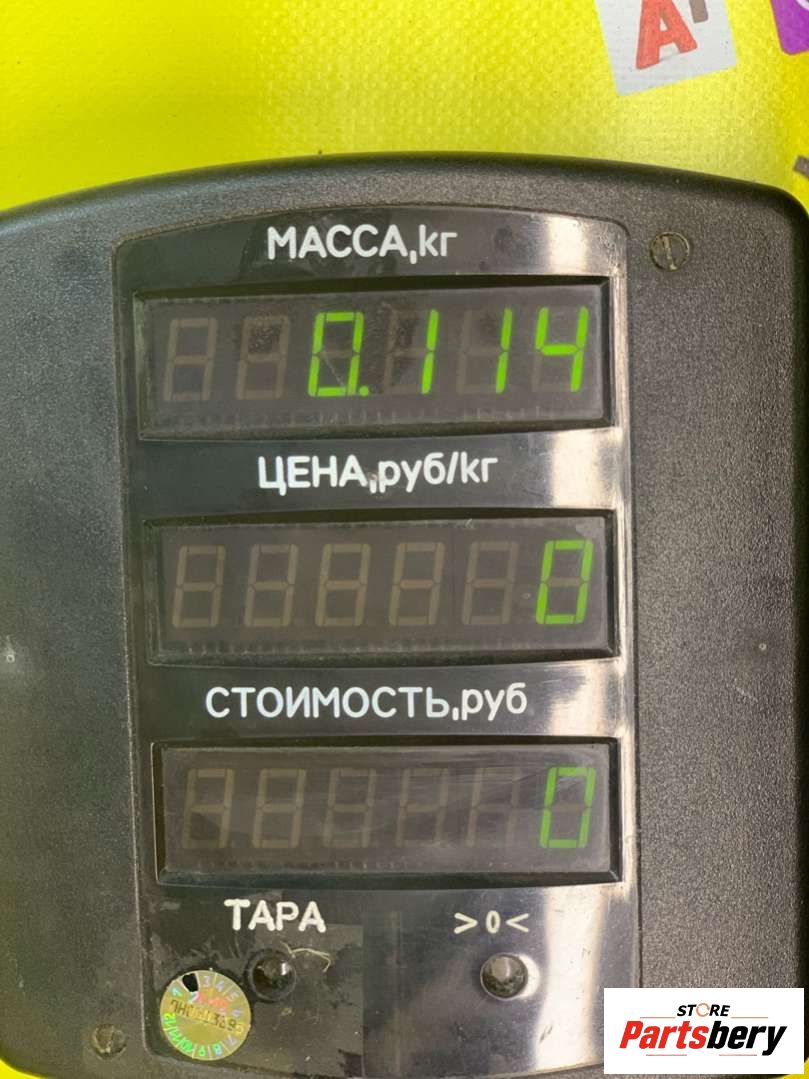 МАССА,кг
0.114
ЦЕНА,руб/кг
0
СТОИМОСТЬ,руб
0
ТАРА
>0<
STORE
Partsbery